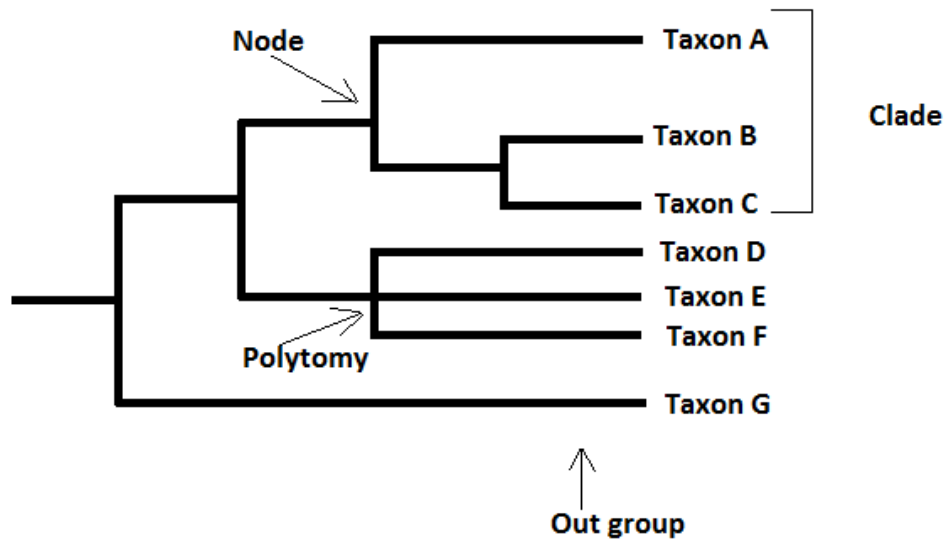 Node
Taxon A
Clade
Taxon B
Taxon C
Taxon D
Taxon E
Taxon F
Polytomy
Taxon G
Out group